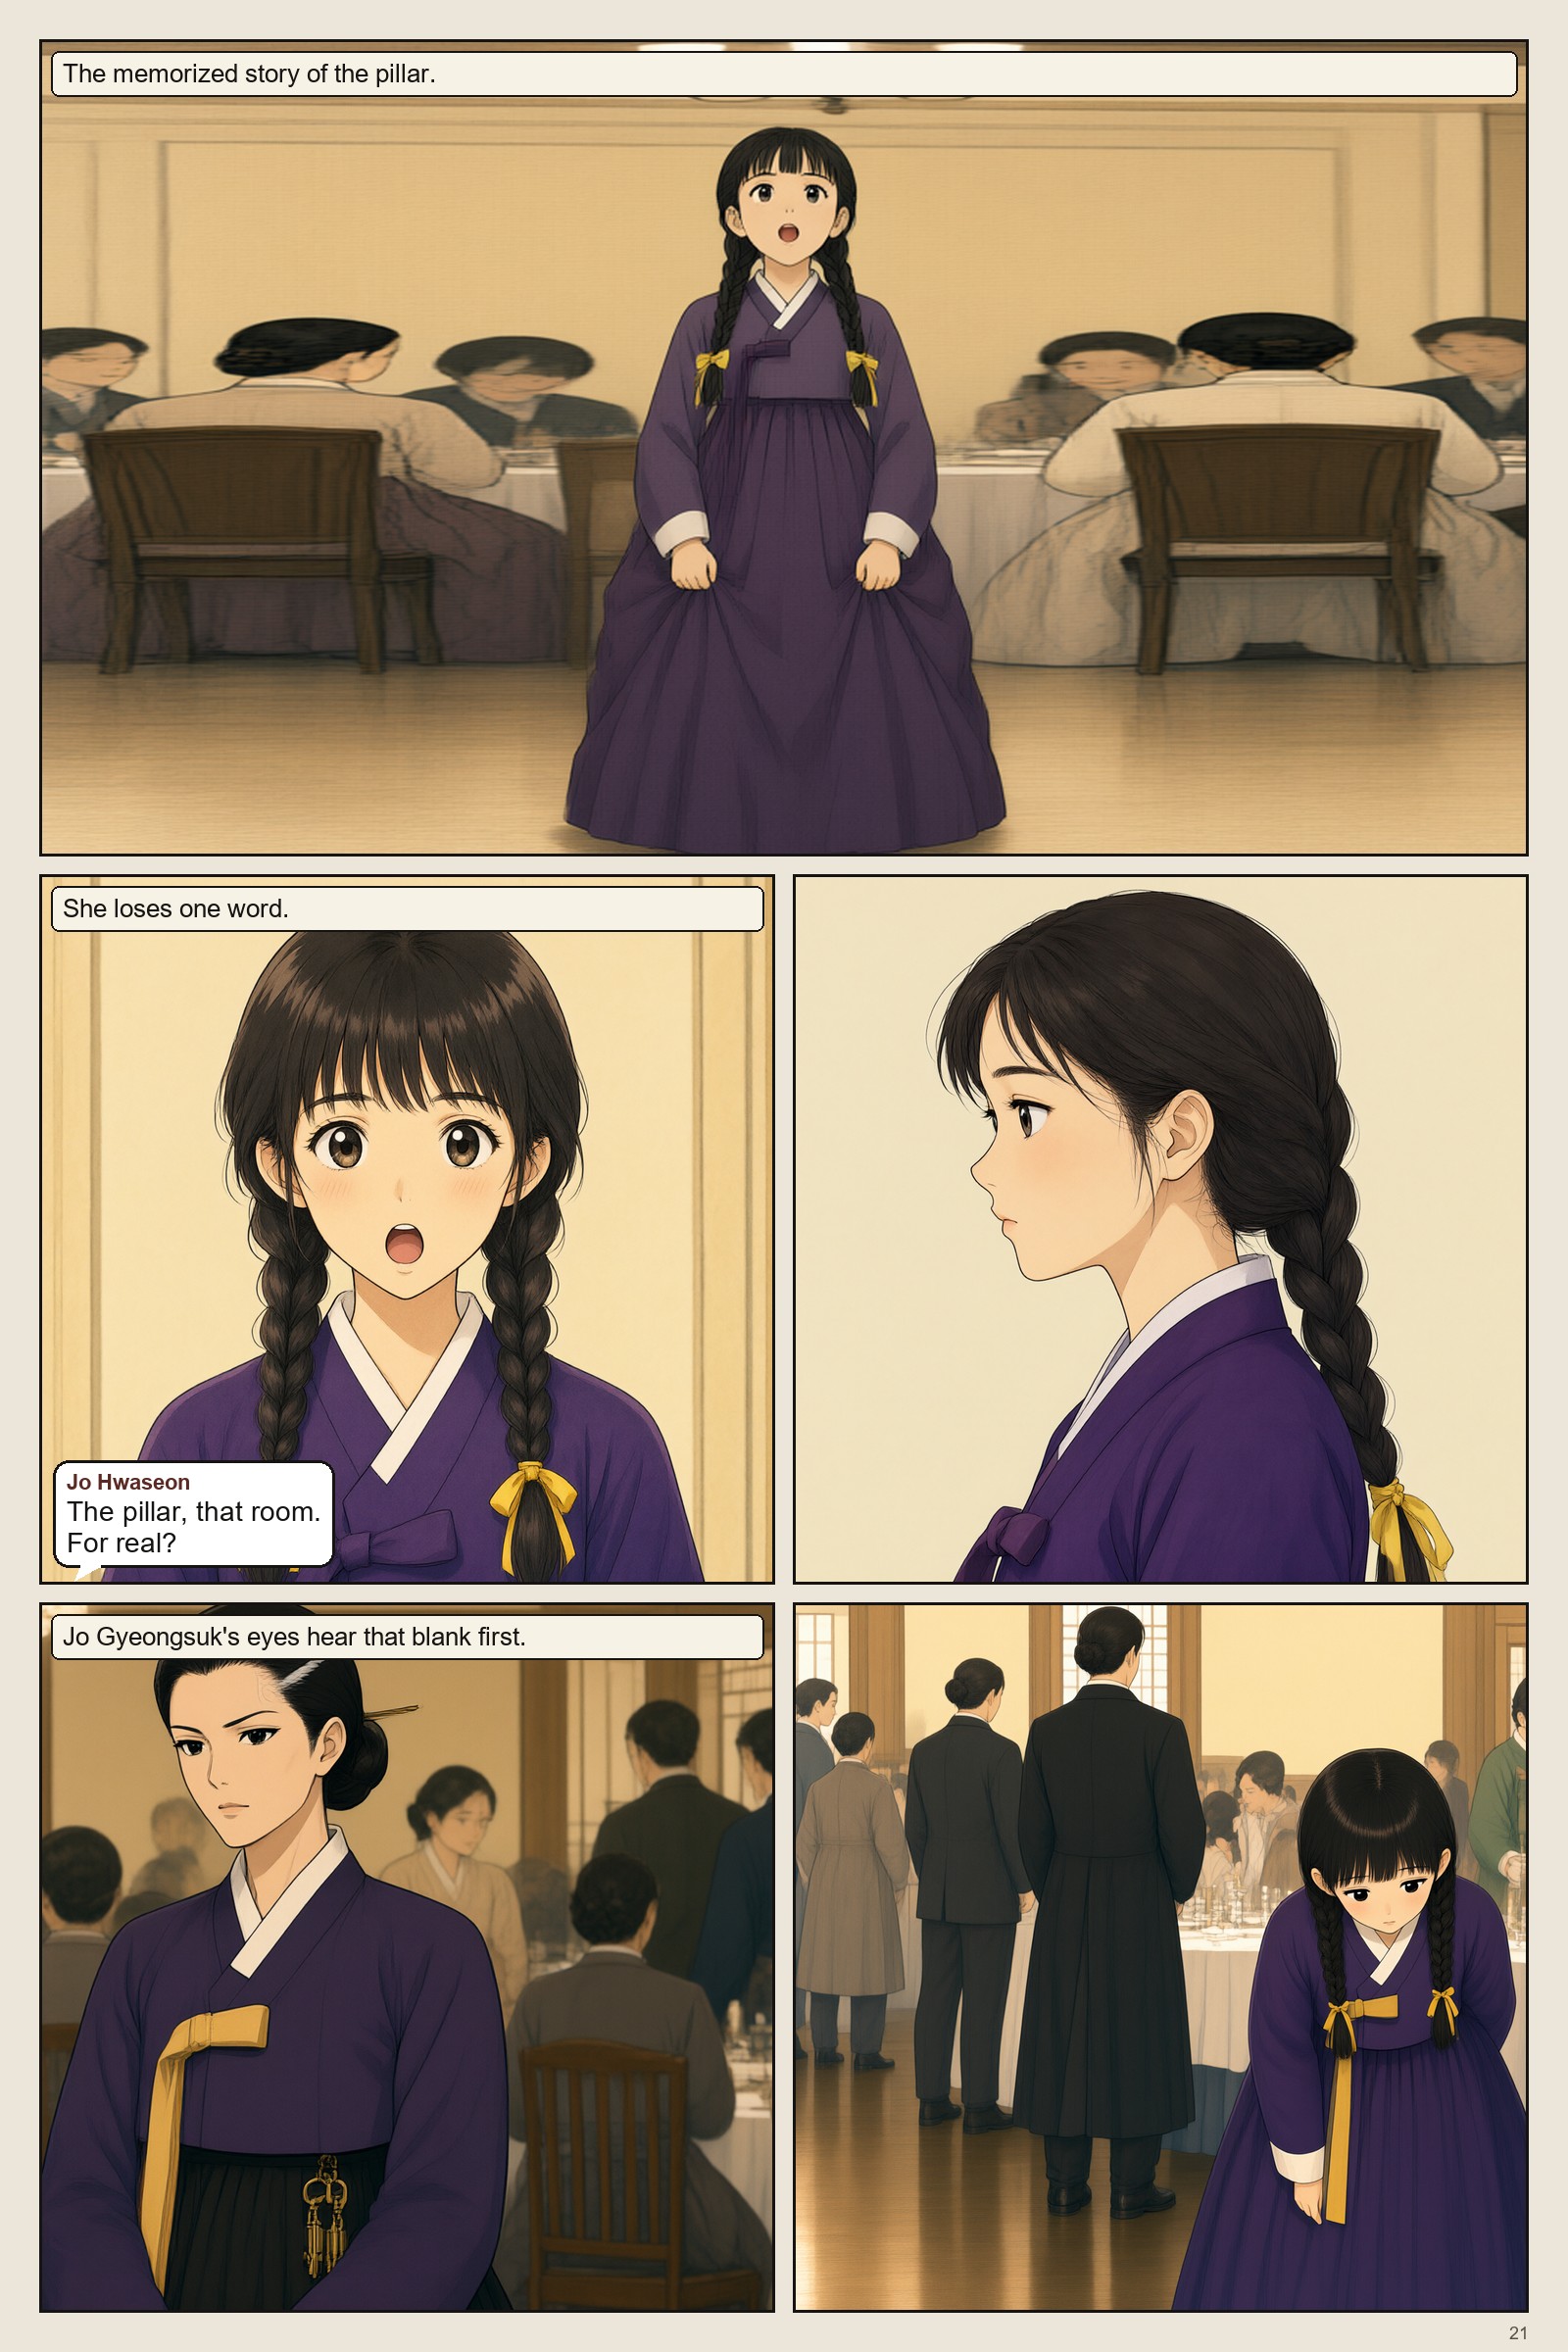 The memorized story of the pillar.
She loses one word.
Jo Hwaseon
The pillar, that room.
For real?
Jo Gyeongsuk's eyes hear that blank first.
21